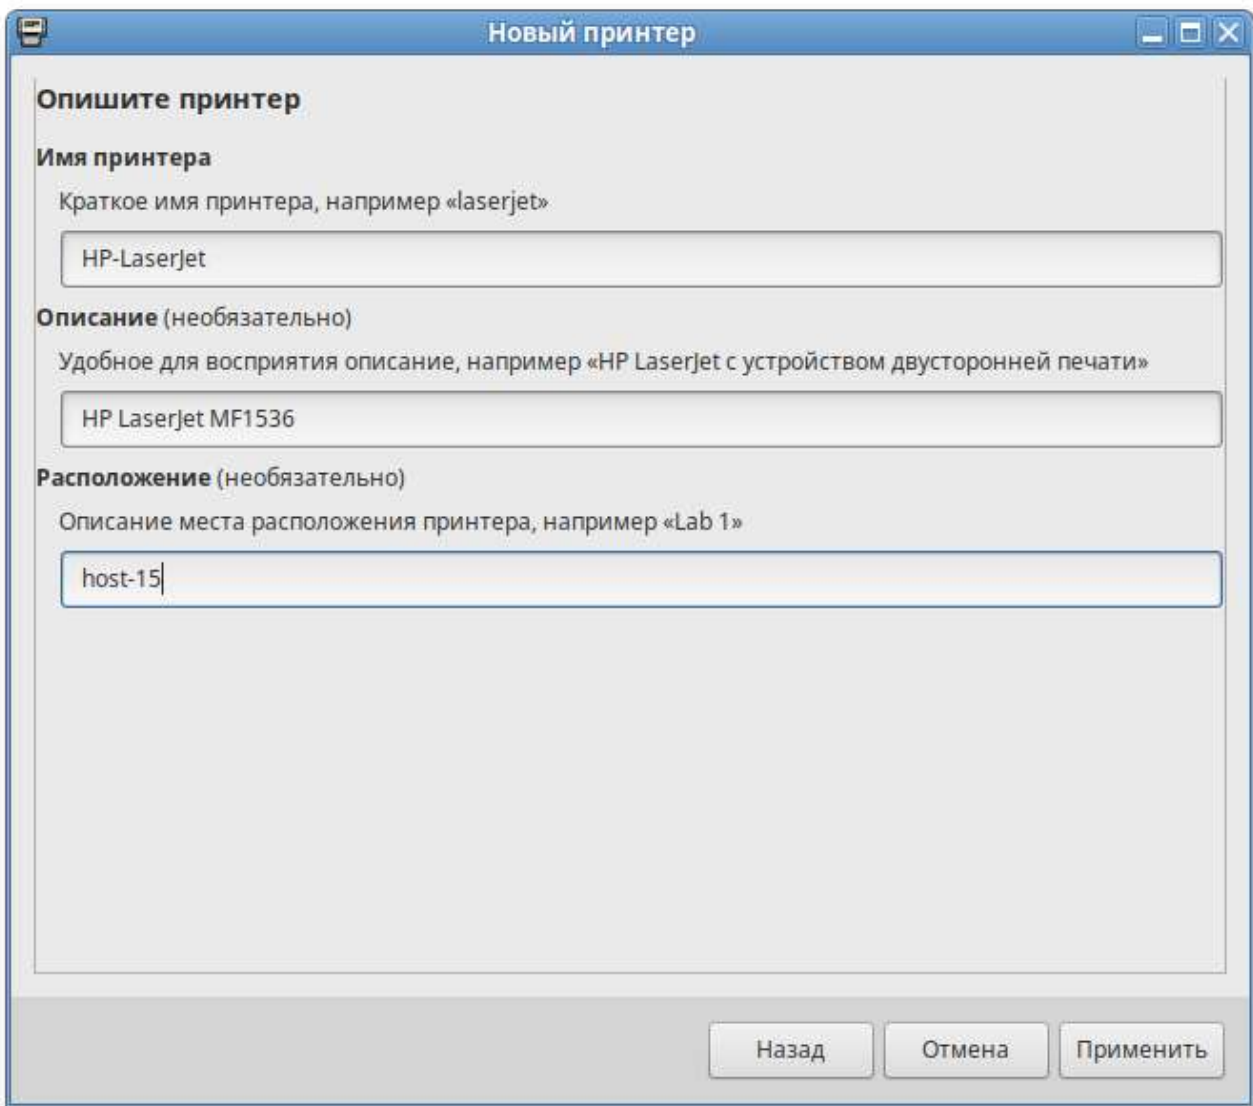 Новый принтер
Опишите принтер
Имя принтера
Краткое имя принтера, например «laserjet»
HP-LaserJet
Описание (необязательно)
Удобное для восприятия описание, например «HP LaserJet с устройством двусторонней печати»
HP LaserJet MF1536
Расположение (необязательно)
Описание места расположения принтера, например «Lab 1»
host-15
Назад Отмена Применить